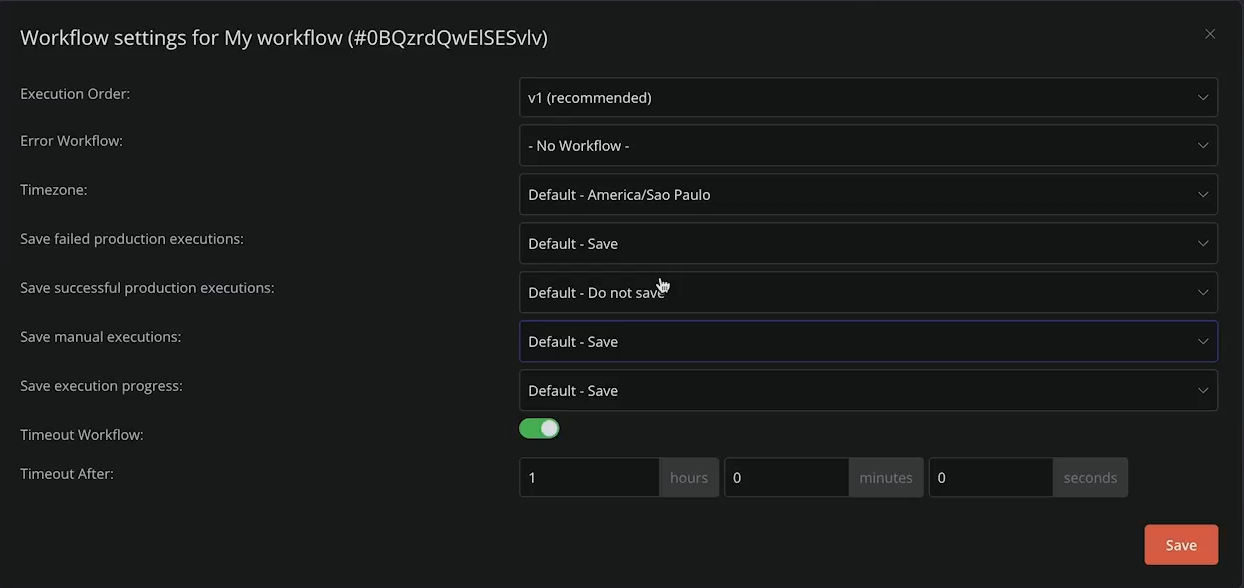 Workflow settings for My workflow (#0BQzrdQwElSESvlv)
Execution Order:
v1 (recommended)
Error Workflow:
- No Workflow -
Timezone:
Default - America/Sao Paulo
Save failed production executions:
Default - Save
Save successful production executions:
Default - Do not save
Save manual executions:
Default - Save
Save execution progress:
Default - Save
Timeout Workflow:
Timeout After:
1 hours 0 minutes 0 seconds
Save